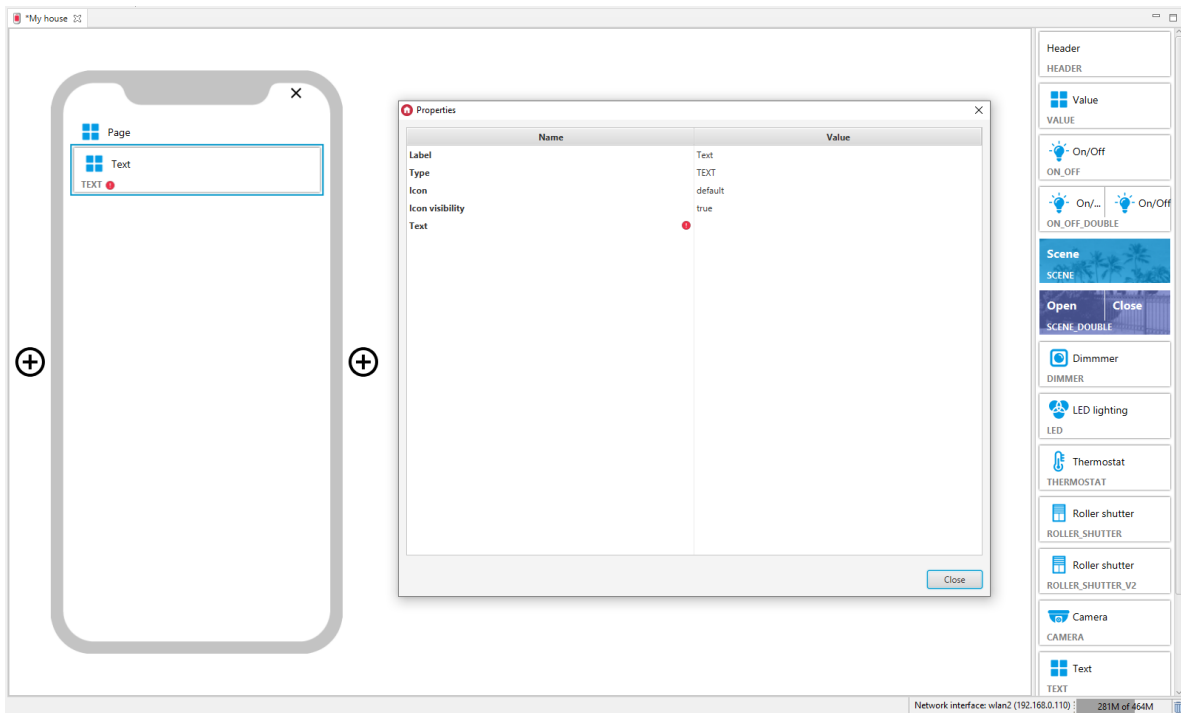 *My house
Page
Text
TEXT
Properties
Name Value
Label Text
Type TEXT
Icon default
Icon visibility true
Text
Close
Header
HEADER
Value
VALUE
On/Off
ON_OFF
On/... On/Off
ON_OFF_DOUBLE
Scene
SCENE
Open Close
SCENE_DOUBLE
Dimmmer
DIMMER
LED lighting
LED
Thermostat
THERMOSTAT
Roller shutter
ROLLER_SHUTTER
Roller shutter
ROLLER_SHUTTER_V2
Camera
CAMERA
Text
TEXT
Network interface: wlan2 (192.168.0.110) 281M of 464M